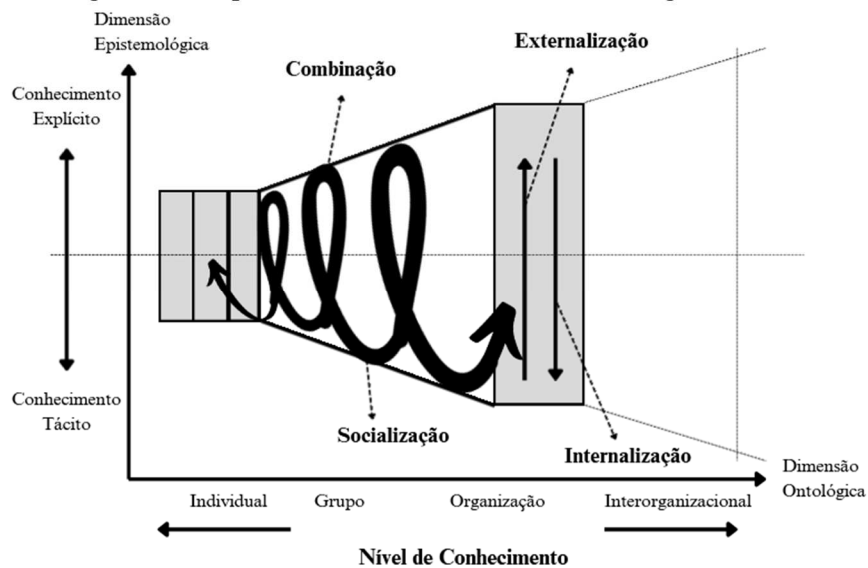 Dimensão
Epistemológica
Externalização
Combinação
Conhecimento
Explícito
Conhecimento
Tácito
Socialização
Internalização
Dimensão
Ontológica
Individual
Grupo
Organização
Interorganizacional
Nível de Conhecimento